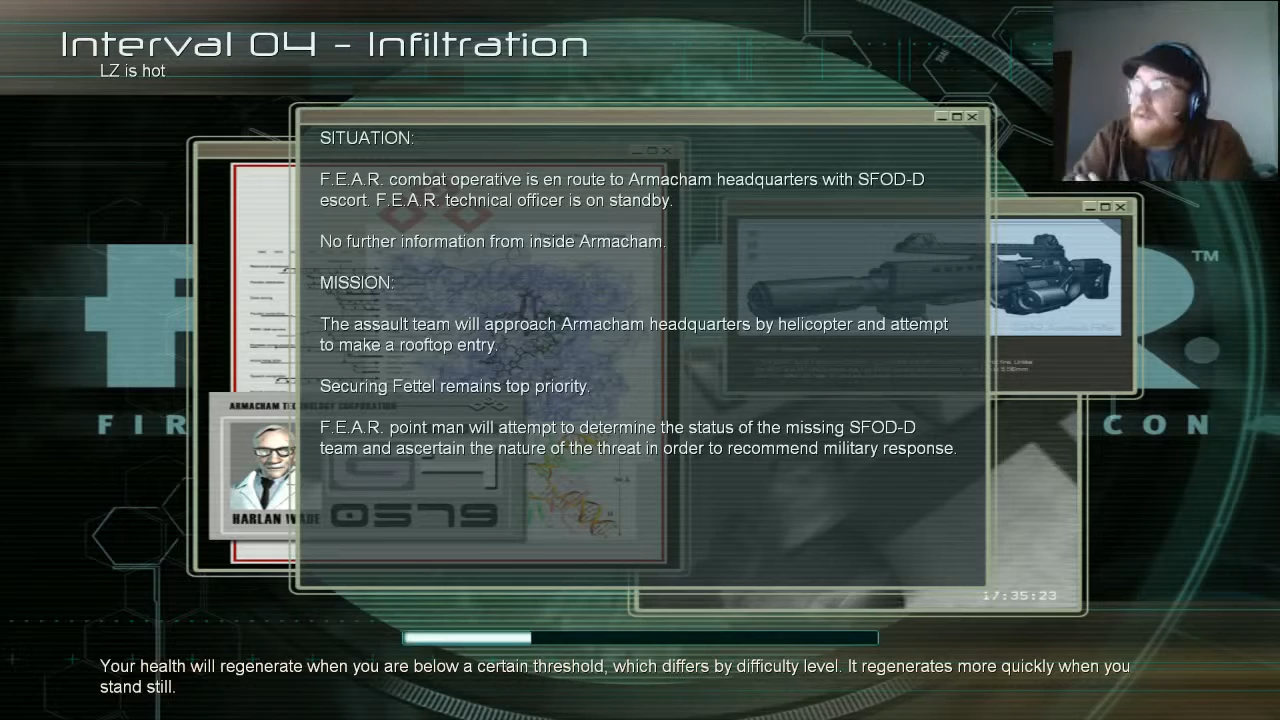 Interval 04 - Infiltration
LZ is hot
SITUATION:
F.E.A.R. combat operative is en route to Armacham headquarters with SFOD-D
escort. F.E.A.R. technical officer is on standby.
No further information from inside Armacham.
MISSION:
The assault team will approach Armacham headquarters by helicopter and attempt
to make a rooftop entry.
Securing Fettel remains top priority.
F.E.A.R. point man will attempt to determine the status of the missing SFOD-D
team and ascertain the nature of the threat in order to recommend military response.
TM
FIR
CON
ARMACHAM TECHNOLOGY CORPORATION
HARLAN WADE
0579
17:35:23
Your health will regenerate when you are below a certain threshold, which differs by difficulty level. It regenerates more quickly when you
stand still.